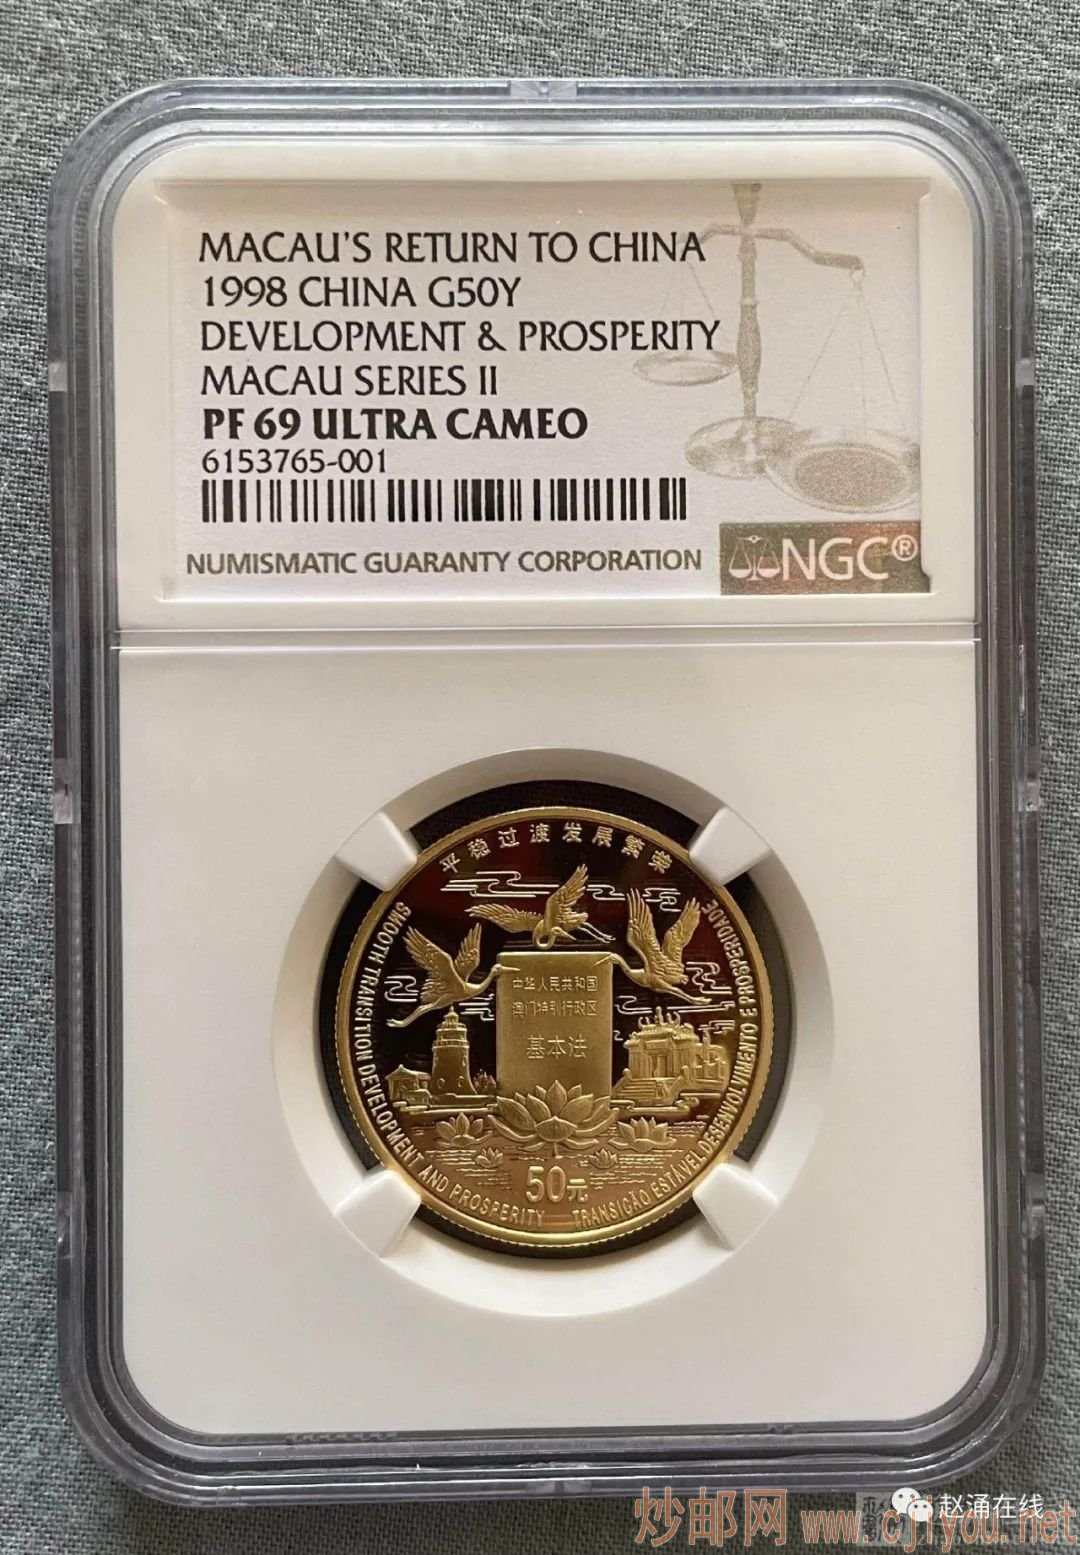 MACAU'S RETURN TO CHINA
1998 CHINA G50Y
DEVELOPMENT & PROSPERITY
MACAU SERIES II
PF 69 ULTRA CAMEO
6153765-001
NUMISMATIC GUARANTY CORPORATION
NGC®
平稳过渡发展繁荣
SMOOTH TRANSITION DEVELOPMENT AND PROSPERITY
TRANSIÇÃO ESTÁVEL DESENVOLVIMENTO E PROSPERIDADE
中华人民共和国
澳门特别行政区
基本法
50元
赵涌在线
炒邮网 www.cjiyou.net